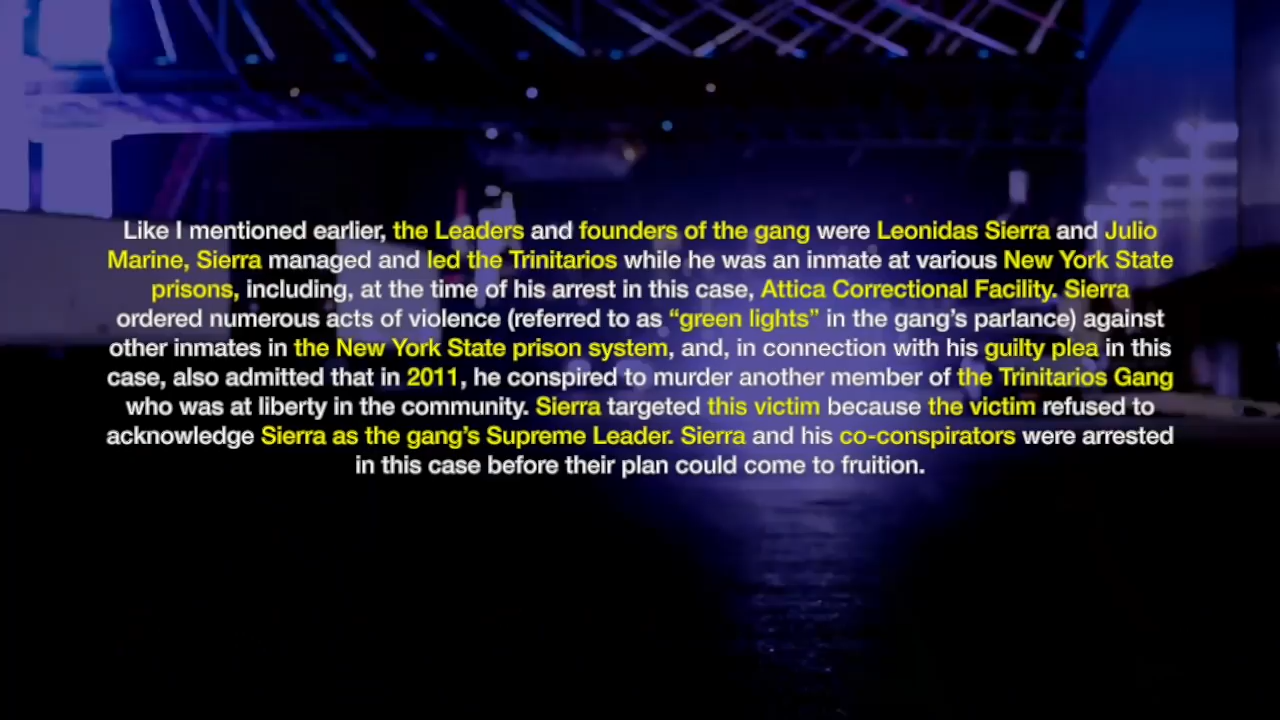 Like I mentioned earlier, the Leaders and founders of the gang were Leonidas Sierra and Julio
Marine, Sierra managed and led the Trinitarios while he was an inmate at various New York State
prisons, including, at the time of his arrest in this case, Attica Correctional Facility. Sierra
ordered numerous acts of violence (referred to as “green lights” in the gang’s parlance) against
other inmates in the New York State prison system, and, in connection with his guilty plea in this
case, also admitted that in 2011, he conspired to murder another member of the Trinitarios Gang
who was at liberty in the community. Sierra targeted this victim because the victim refused to
acknowledge Sierra as the gang’s Supreme Leader. Sierra and his co-conspirators were arrested
in this case before their plan could come to fruition.